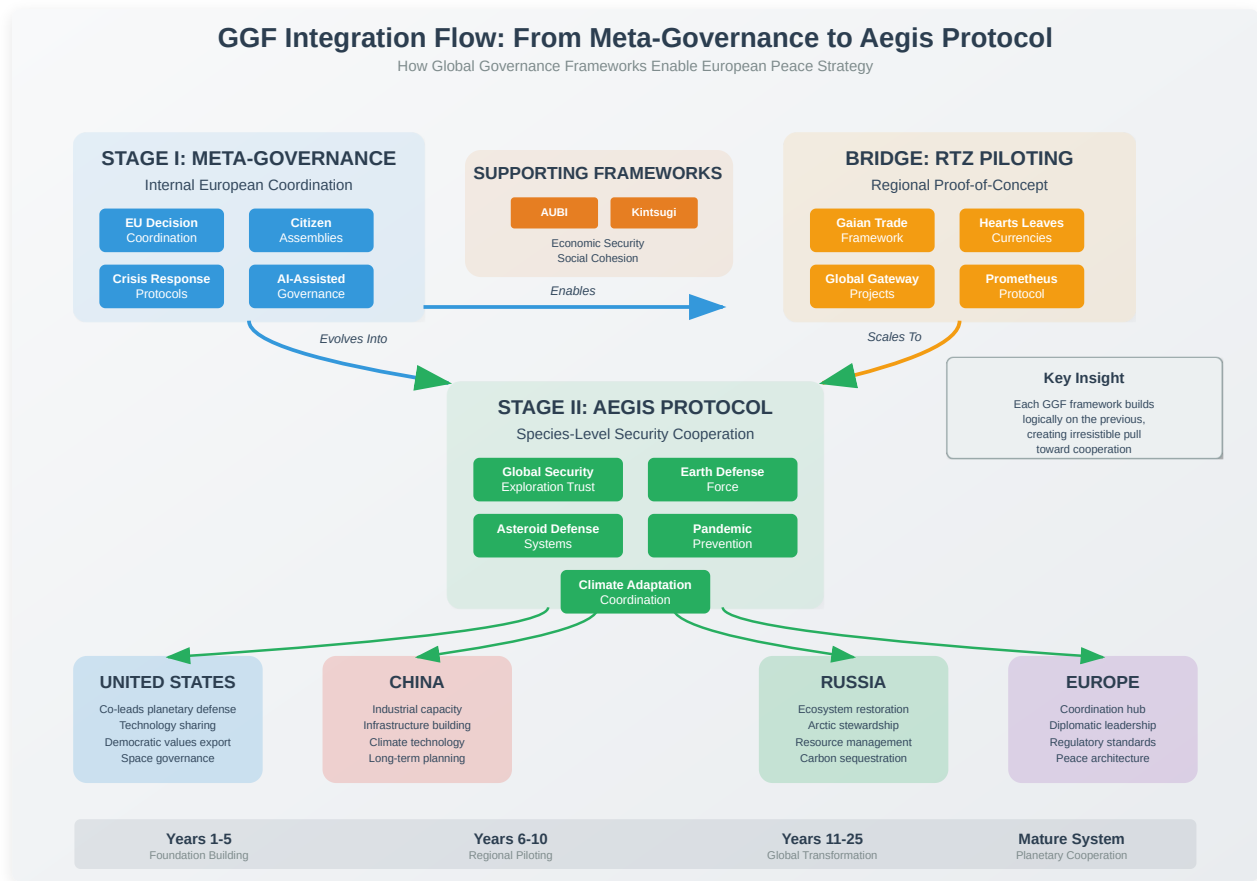 GGF Integration Flow: From Meta-Governance to Aegis Protocol
How Global Governance Frameworks Enable European Peace Strategy
STAGE I: META-GOVERNANCE
Internal European Coordination
EU Decision
Coordination
Citizen
Assemblies
Crisis Response
Protocols
AI-Assisted
Governance
SUPPORTING FRAMEWORKS
AUBI
Kintsugi
Economic Security
Social Cohesion
Enables
BRIDGE: RTZ PILOTING
Regional Proof-of-Concept
Gaian Trade
Framework
Hearts Leaves
Currencies
Global Gateway
Projects
Prometheus
Protocol
Evolves Into
Scales To
Key Insight
Each GGF framework builds
logically on the previous,
creating irresistible pull
toward cooperation
STAGE II: AEGIS PROTOCOL
Species-Level Security Cooperation
Global Security
Exploration Trust
Earth Defense
Force
Asteroid Defense
Systems
Pandemic
Prevention
Climate Adaptation
Coordination
UNITED STATES
Co-leads planetary defense
Technology sharing
Democratic values export
Space governance
CHINA
Industrial capacity
Infrastructure building
Climate technology
Long-term planning
RUSSIA
Ecosystem restoration
Arctic stewardship
Resource management
Carbon sequestration
EUROPE
Coordination hub
Diplomatic leadership
Regulatory standards
Peace architecture
Years 1-5
Foundation Building
Years 6-10
Regional Piloting
Years 11-25
Global Transformation
Mature System
Planetary Cooperation